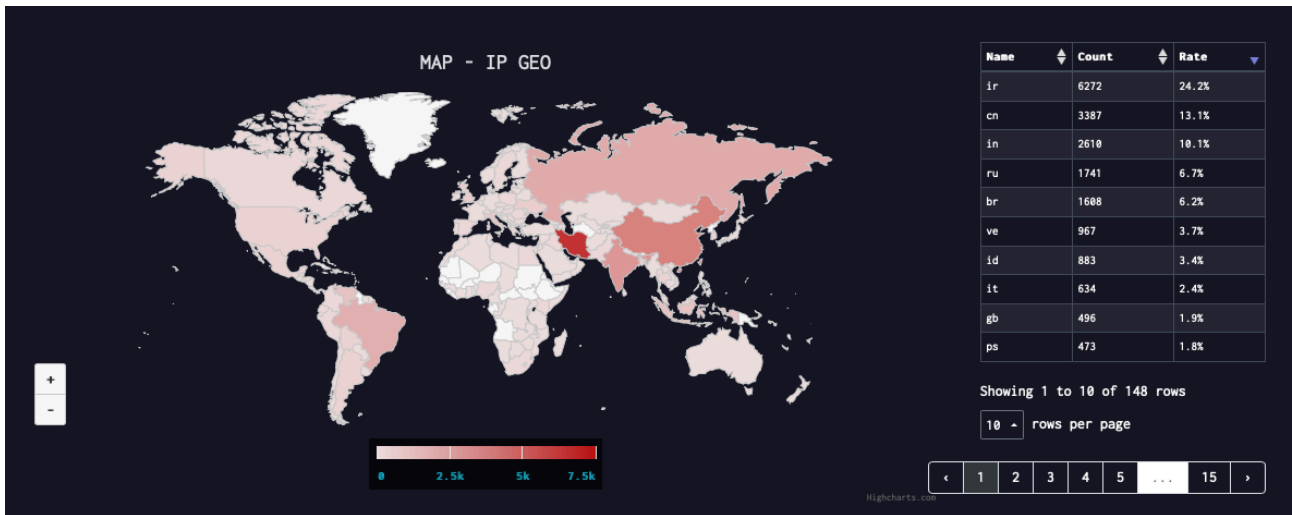 MAP - IP GEO
+
-
0 2.5k 5k 7.5k
Highcharts.com
Name Count Rate
ir 6272 24.2%
cn 3387 13.1%
in 2610 10.1%
ru 1741 6.7%
br 1608 6.2%
ve 967 3.7%
id 883 3.4%
it 634 2.4%
gb 496 1.9%
ps 473 1.8%
Showing 1 to 10 of 148 rows
10 rows per page
‹ 1 2 3 4 5 ... 15 ›